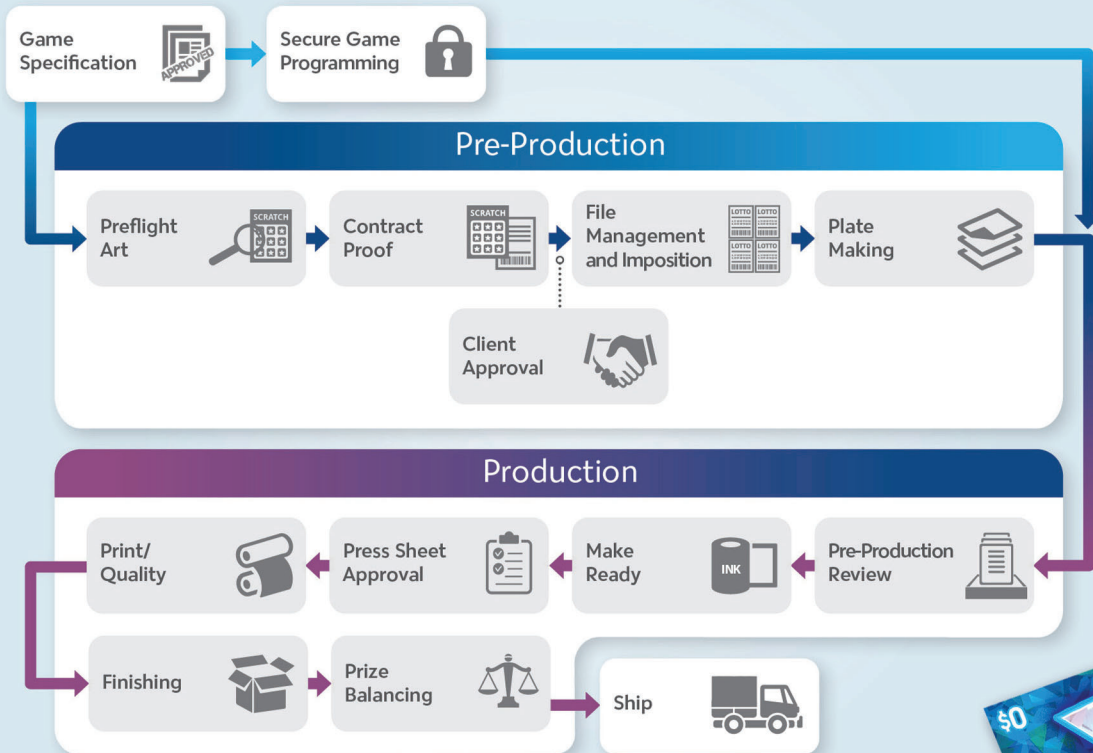 Game
Specification
APPROVED
Secure Game
Programming
Pre-Production
Preflight
Art
SCRATCH
Contract
Proof
SCRATCH
File
Management
and Imposition
LOTTO LOTTO
LOTTO LOTTO
Plate
Making
Client
Approval
Production
Print/
Quality
Press Sheet
Approval
Make
Ready
INK
Pre-Production
Review
Finishing
Prize
Balancing
Ship
$0